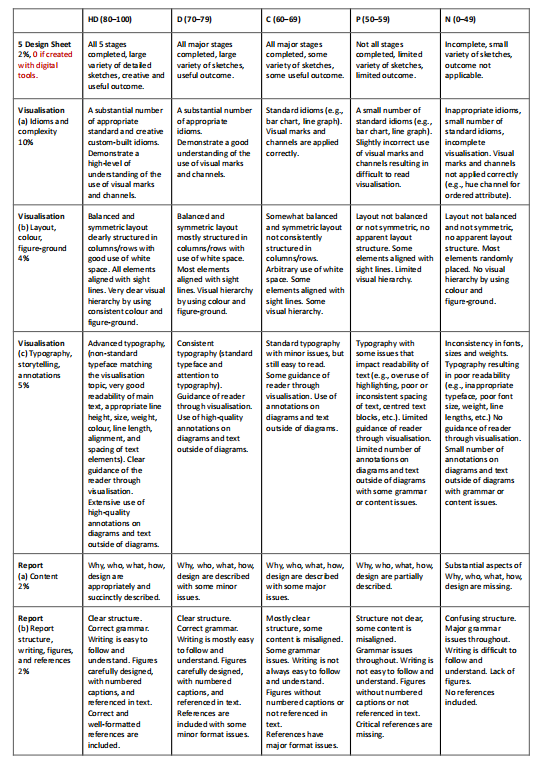 HD (80–100)
D (70–79)
C (60–69)
P (50–59)
N (0–49)
5 Design Sheet
2%, 0 if created
with digital
tools.
All 5 stages
completed, large
variety of detailed
sketches, creative and
useful outcome.
All major stages
completed, large
variety of sketches,
useful outcome.
All major stages
completed, some
variety of sketches,
some useful outcome.
Not all stages
completed, limited
variety of sketches,
limited outcome.
Incomplete, small
variety of sketches,
outcome not
applicable.
Visualisation
(a) Idioms and
complexity
10%
A substantial number
of appropriate
standard and creative
custom-built idioms.
Demonstrate a
high-level of
understanding of the
use of visual marks
and channels.
A substantial number
of appropriate
idioms.
Demonstrate a good
understanding of the
use of visual marks
and channels.
Standard idioms (e.g.,
bar chart, line graph).
Visual marks and
channels are applied
correctly.
A small number of
standard idioms (e.g.,
bar chart, line graph).
Slightly incorrect use
of visual marks and
channels resulting in
difficult to read
visualisation.
Inappropriate idioms,
small number of
standard idioms,
incomplete
visualisation. Visual
marks and channels
not applied correctly
(e.g., hue channel for
ordered attribute).
Visualisation
(b) Layout,
colour,
figure-ground
4%
Balanced and
symmetric layout
clearly structured in
columns/rows with
good use of white
space. All elements
aligned with sight
lines. Very clear visual
hierarchy by using
consistent colour and
figure-ground.
Balanced and
symmetric layout
mostly structured in
columns/rows with
use of white space.
Most elements
aligned with sight
lines. Visual hierarchy
by using colour and
figure-ground.
Somewhat balanced
and symmetric layout
not consistently
structured in
columns/rows.
Arbitrary use of white
space. Some
elements aligned with
sight lines. Some
visual hierarchy.
Layout not balanced
or not symmetric, no
apparent layout
structure. Some
elements aligned with
sight lines. Limited
visual hierarchy.
Layout not balanced
and not symmetric,
no apparent layout
structure. Most
elements randomly
placed. No visual
hierarchy by using
colour and
figure-ground.
Visualisation
(c) Typography,
storytelling,
annotations
5%
Advanced typography,
(non-standard
typeface matching
the visualisation
topic, very good
readability of main
text, appropriate line
height, size, weight,
colour, line length,
alignment, and
spacing of text
elements). Clear
guidance of the
reader through
visualisation.
Extensive use of
high-quality
annotations on
diagrams and text
outside of diagrams.
Consistent
typography (standard
typeface and
attention to
typography).
Guidance of reader
through visualisation.
Use of high-quality
annotations on
diagrams and text
outside of diagrams.
Standard typography
with minor issues, but
still easy to read.
Some guidance of
reader through
visualisation. Use of
annotations on
diagrams and text
outside of diagrams.
Typography with
some issues that
impact readability of
text (e.g., overuse of
highlighting, poor or
inconsistent spacing
of text, centred text
blocks, etc.). Limited
guidance of reader
through visualisation.
Limited number of
annotations on
diagrams and text
outside of diagrams
with some grammar
or content issues.
Inconsistency in fonts,
sizes and weights.
Typography resulting
in poor readability
(e.g., inappropriate
typeface, poor font
size, weight, line
lengths, etc.) No
guidance of reader
through visualisation.
Small number of
annotations on
diagrams and text
outside of diagrams
with grammar or
content issues.
Report
(a) Content
2%
Why, who, what, how,
design are
appropriately and
succinctly described.
Why, who, what, how,
design are described
with some minor
issues.
Why, who, what, how,
design are described
with some major
issues.
Why, who, what, how,
design are partially
described.
Substantial aspects of
Why, who, what, how,
design are missing.
Report
(b) Report
structure,
writing, figures,
and references
2%
Clear structure.
Correct grammar.
Writing is easy to
follow and
understand. Figures
carefully designed,
with numbered
captions, and
referenced in text.
Correct and
well-formatted
references are
included.
Clear structure.
Correct grammar.
Writing is mostly easy
to follow and
understand. Figures
carefully designed,
with numbered
captions, and
referenced in text.
References are
included with some
minor format issues.
Mostly clear
structure, some
content is misaligned.
Some grammar
issues. Writing is not
always easy to follow
and understand.
Figures without
numbered captions or
not referenced in
text.
References have
major format issues.
Structure not clear,
some content is
misaligned.
Grammar issues
throughout. Writing is
not easy to follow and
understand. Figures
without numbered
captions or not
referenced in text.
Critical references are
missing.
Confusing structure.
Major grammar
issues throughout.
Writing is difficult to
follow and
understand. Lack of
figures.
No references
included.